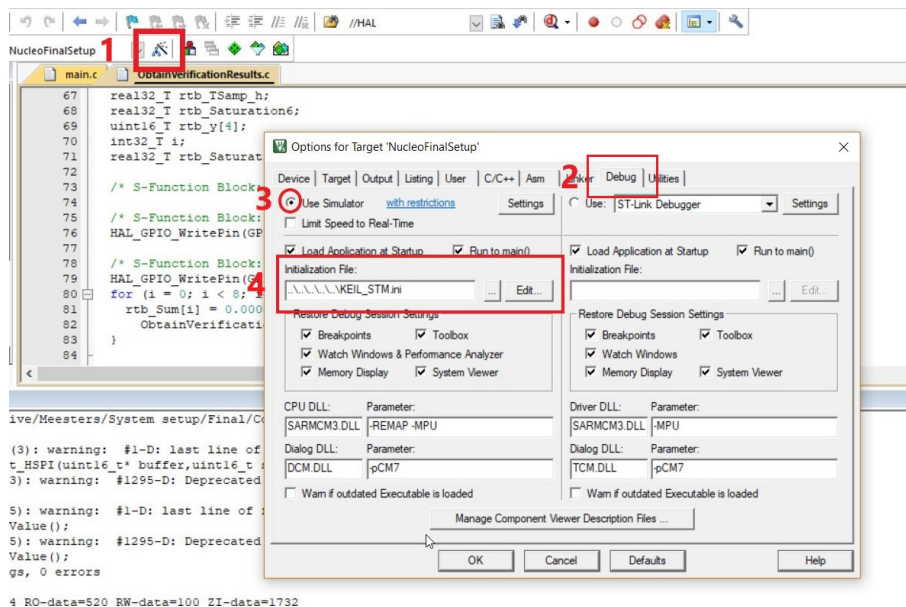 //HAL
1
NucleoFinalSetup
main.c
ObtainVerificationResults.c
67 real32_T rtb_TSamp_h;
68 real32_T rtb_Saturation6;
69 uint16_T rtb_y[4];
70 int32_T i;
71 real32_T rtb_Saturat
72
73 /* S-Function Block:
74
75 /* S-Function Block:
76 HAL_GPIO_WritePin(GP
77
78 /* S-Function Block:
79 HAL_GPIO_WritePin(G
80 for (i = 0; i < 8; i
81 rtb_Sum[i] = 0.000
82 ObtainVerificati
83 }
84
Options for Target 'NucleoFinalSetup'
2
Device Target Output Listing User C/C++ Asm Linker Debug Utilities
3
Use Simulator with restrictions Settings
Use: ST-Link Debugger Settings
Limit Speed to Real-Time
Load Application at Startup Run to main()
Load Application at Startup Run to main()
4
Initialization File:
Initialization File:
..\..\..\..\..\KEIL_STM.ini ... Edit...
... Edit...
Restore Debug Session Settings
Restore Debug Session Settings
Breakpoints Toolbox
Breakpoints Toolbox
Watch Windows & Performance Analyzer
Watch Windows
Memory Display System Viewer
Memory Display System Viewer
CPU DLL: Parameter:
Driver DLL: Parameter:
SARMCM3.DLL -REMAP -MPU
SARMCM3.DLL -MPU
Dialog DLL: Parameter:
Dialog DLL: Parameter:
DCM.DLL -pCM7
TCM.DLL -pCM7
Warn if outdated Executable is loaded
Warn if outdated Executable is loaded
Manage Component Viewer Description Files ...
OK Cancel Defaults Help
ive/Meesters/System setup/Final/Co
(3): warning: #1-D: last line of
t_HSPI(uint16_t* buffer,uint16_t
3): warning: #1295-D: Deprecated
5): warning: #1-D: last line of
Value();
5): warning: #1295-D: Deprecated
Value();
gs, 0 errors
4 RO-data=520 RW-data=100 ZI-data=1732